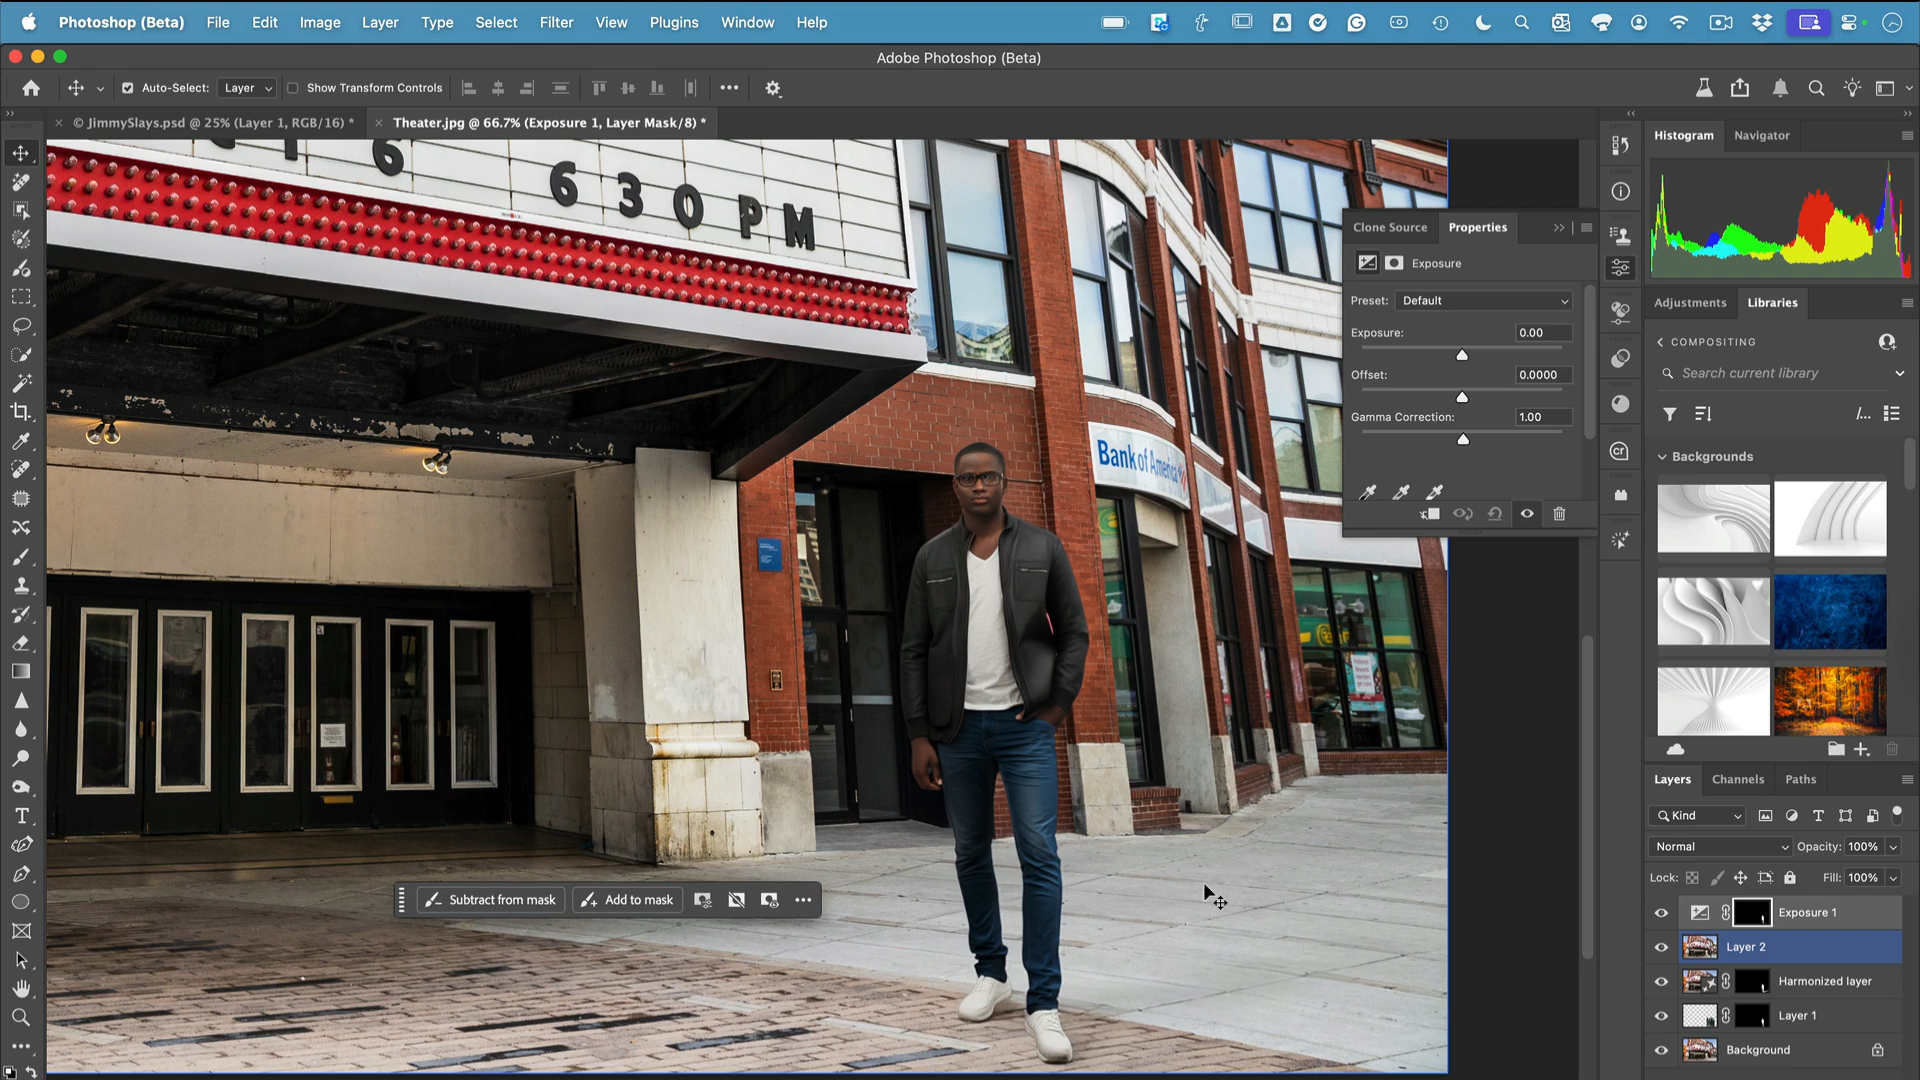 Photoshop (Beta) File Edit Image Layer Type Select Filter View Plugins Window Help
Adobe Photoshop (Beta)
Auto-Select: Layer Show Transform Controls
© JimmySlays.psd @ 25% (Layer 1, RGB/16) *
Theater.jpg @ 66.7% (Exposure 1, Layer Mask/8) *
6 630PM
Bank of America
Subtract from mask
Add to mask
Clone Source
Properties
Exposure
Preset: Default
Exposure: 0.00
Offset: 0.0000
Gamma Correction: 1.00
Histogram
Navigator
Adjustments
Libraries
COMPOSITING
Search current library
Backgrounds
Layers
Channels
Paths
Kind
Normal
Opacity: 100%
Lock:
Fill: 100%
Exposure 1
Layer 2
Harmonized layer
Layer 1
Background